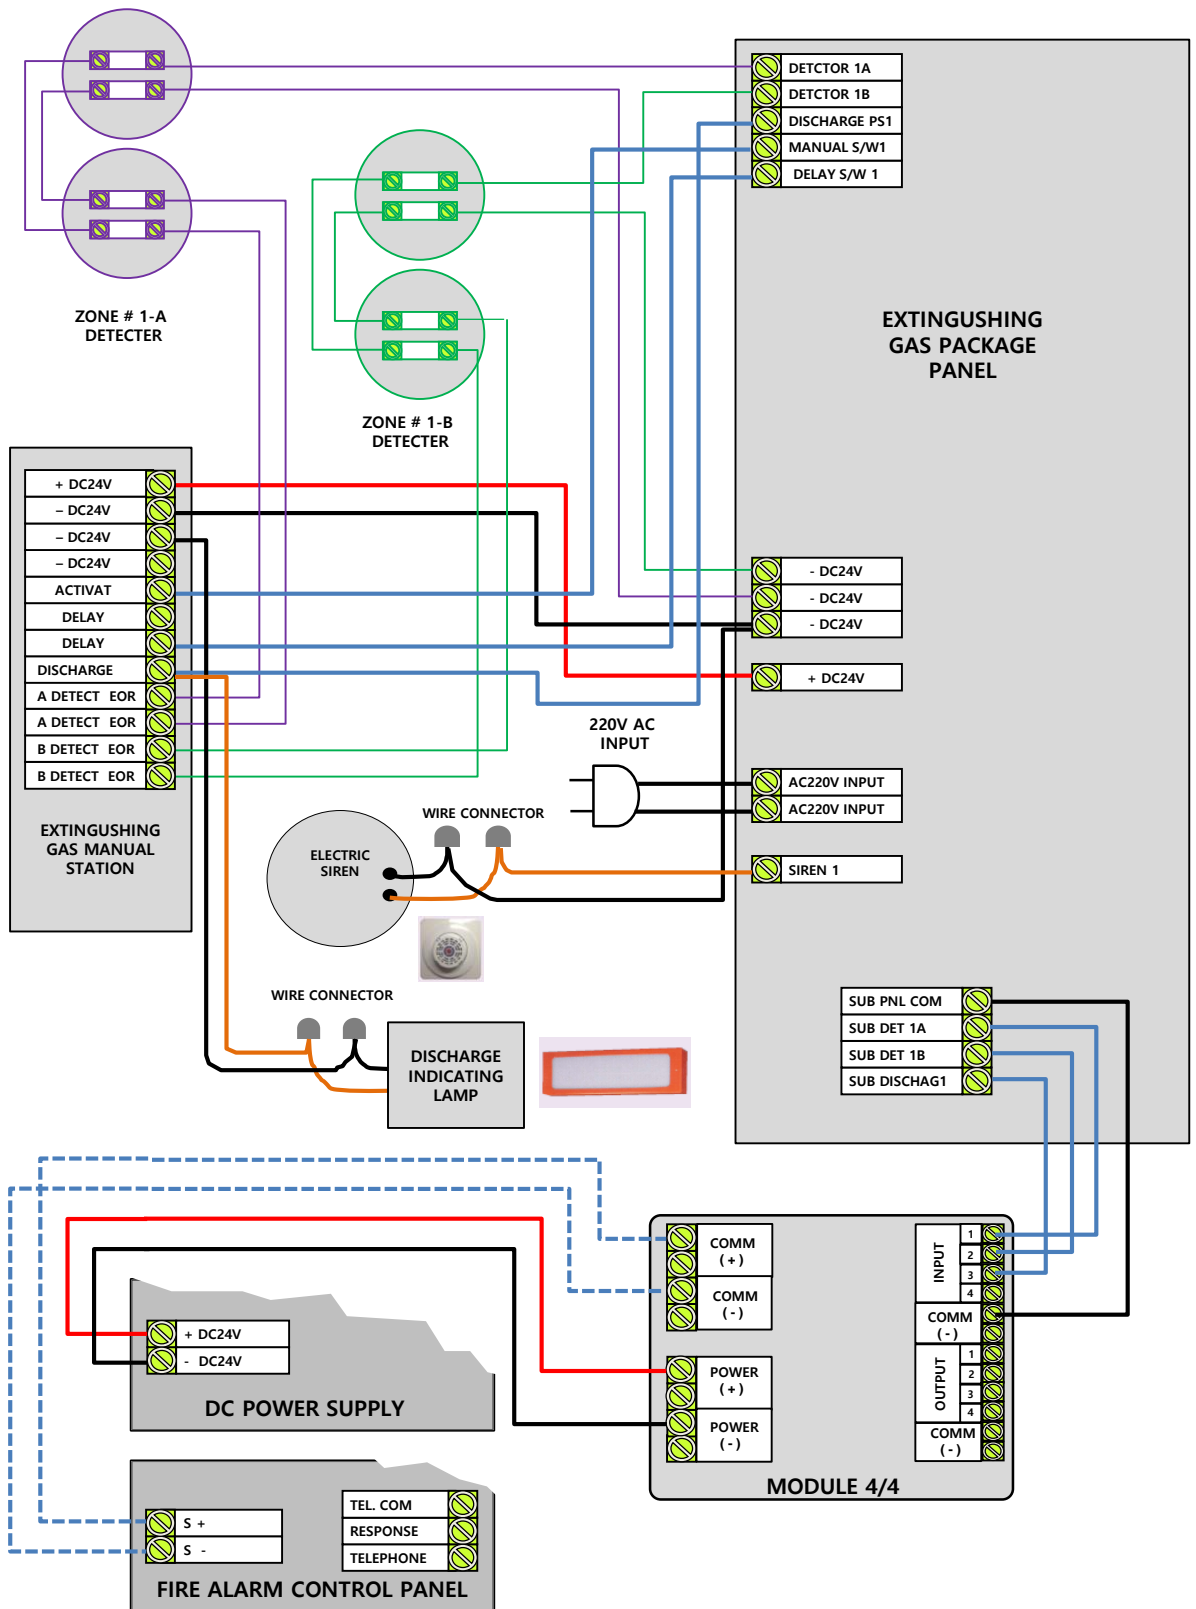 DETCTOR 1A
DETCTOR 1B
DISCHARGE PS1
MANUAL S/W1
DELAY S/W 1
ZONE # 1-A
DETECTER
EXTINGUSHING
GAS PACKAGE
PANEL
ZONE # 1-B
DETECTER
+ DC24V
– DC24V
– DC24V
– DC24V
ACTIVAT
DELAY
DELAY
DISCHARGE
A DETECT EOR
A DETECT EOR
B DETECT EOR
B DETECT EOR
EXTINGUSHING
GAS MANUAL
STATION
- DC24V
- DC24V
- DC24V
+ DC24V
220V AC
INPUT
AC220V INPUT
AC220V INPUT
WIRE CONNECTOR
ELECTRIC
SIREN
SIREN 1
WIRE CONNECTOR
DISCHARGE
INDICATING
LAMP
SUB PNL COM
SUB DET 1A
SUB DET 1B
SUB DISCHAG1
COMM
( + )
COMM
( - )
POWER
( + )
POWER
( - )
INPUT
1
2
3
4
COMM
( - )
OUTPUT
1
2
3
4
COMM
( - )
MODULE 4/4
+ DC24V
- DC24V
DC POWER SUPPLY
S +
S -
TEL. COM
RESPONSE
TELEPHONE
FIRE ALARM CONTROL PANEL